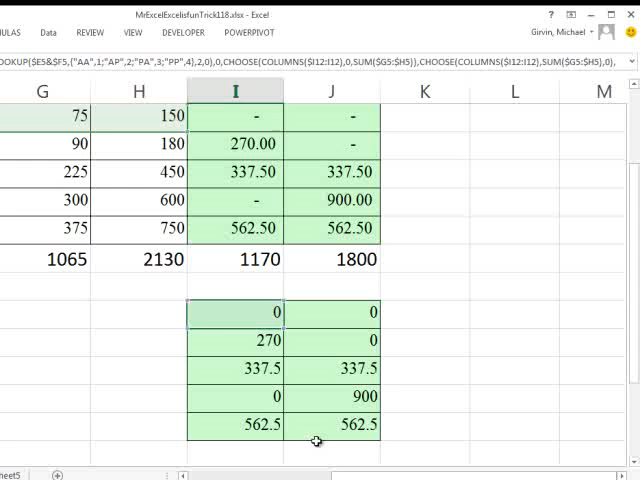 MrExcelExcelisfunTrick118.xlsx - Excel
?
ULAS DATA REVIEW VIEW DEVELOPER POWERPIVOT Girvin, Michael
OOKUP($E5&$F5,{"AA",1;"AP",2;"PA",3;"PP",4},2,0),0,CHOOSE(COLUMNS($I12:I12),0,SUM($G5:$H5)),CHOOSE(COLUMNS($I12:I12),SUM($G5:$H5),0),
G H I J K L M
75 150 - -
90 180 270.00 -
225 450 337.50 337.50
300 600 - 900.00
375 750 562.50 562.50
1065 2130 1170 1800
0 0
270 0
337.5 337.5
0 900
562.5 562.5
heet5